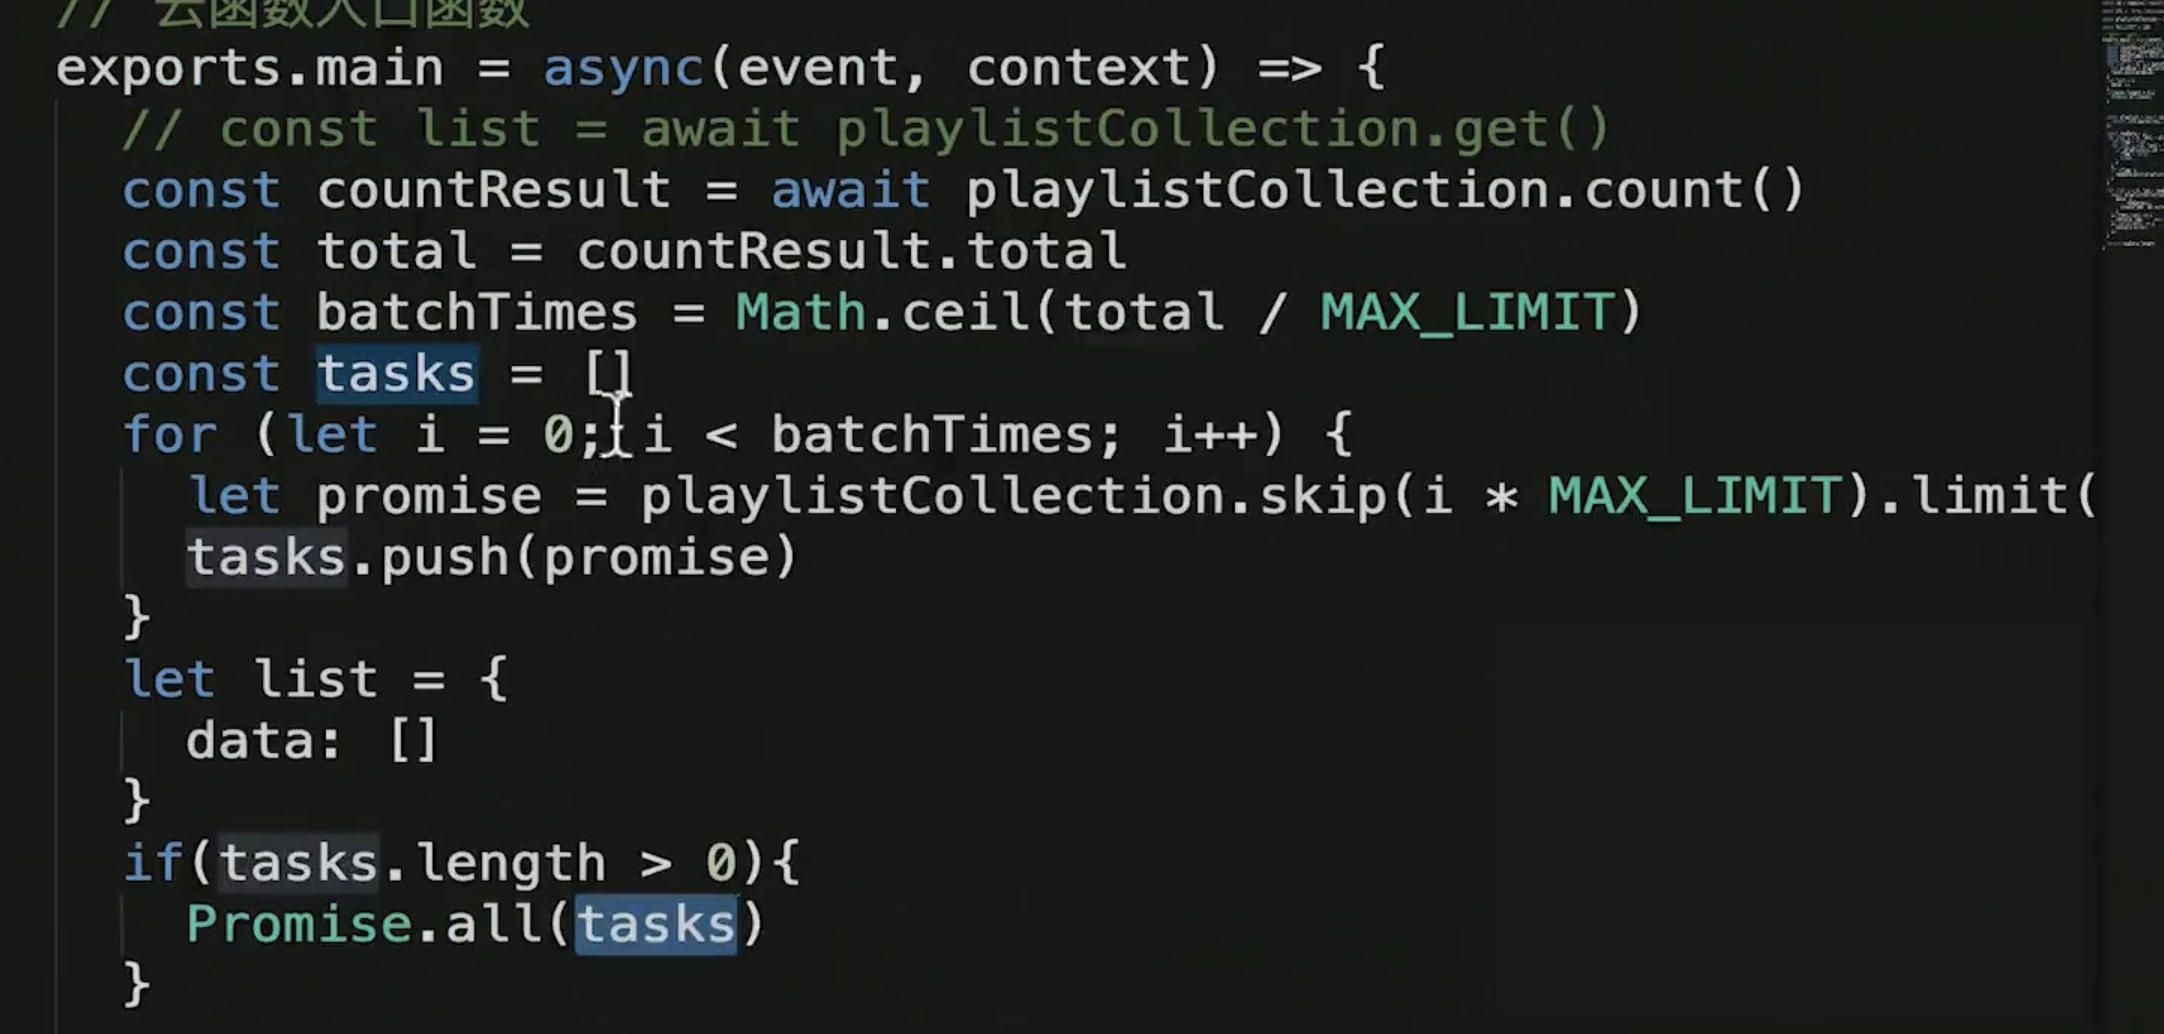 // 云函数入口函数
exports.main = async(event, context) => {
// const list = await playlistCollection.get()
const countResult = await playlistCollection.count()
const total = countResult.total
const batchTimes = Math.ceil(total / MAX_LIMIT)
const tasks = []
for (let i = 0; i < batchTimes; i++) {
let promise = playlistCollection.skip(i * MAX_LIMIT).limit(
tasks.push(promise)
}
let list = {
data: []
}
if(tasks.length > 0){
Promise.all(tasks)
}